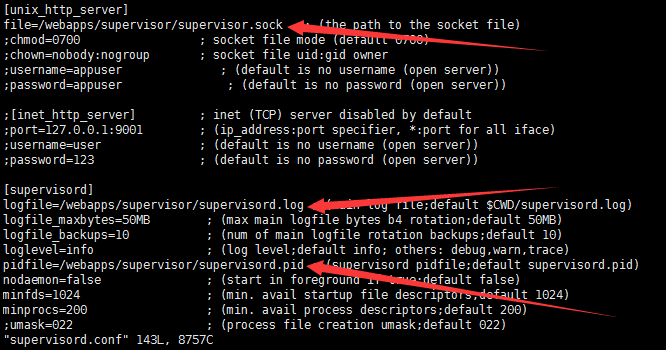 [unix_http_server]
file=/webapps/supervisor/supervisor.sock ; (the path to the socket file)
;chmod=0700 ; socket file mode (default 0700)
;chown=nobody:nogroup ; socket file uid:gid owner
;username=appuser ; (default is no username (open server))
;password=appuser ; (default is no password (open server))
;[inet_http_server] ; inet (TCP) server disabled by default
;port=127.0.0.1:9001 ; (ip_address:port specifier, *:port for all iface)
;username=user ; (default is no username (open server))
;password=123 ; (default is no password (open server))
[supervisord]
logfile=/webapps/supervisor/supervisord.log log file;default $CWD/supervisord.log)
logfile_maxbytes=50MB ; (max main logfile bytes b4 rotation;default 50MB)
logfile_backups=10 ; (num of main logfile rotation backups;default 10)
loglevel=info ; (log level;default info; others: debug,warn,trace)
pidfile=/webapps/supervisor/supervisord.pid (supervisord pidfile;default supervisord.pid)
nodaemon=false ; (start in foreground if true;default false)
minfds=1024 ; (min. avail startup file descriptors;default 1024)
minprocs=200 ; (min. avail process descriptors;default 200)
;umask=022 ; (process file creation umask;default 022)
"supervisord.conf" 143L, 8757C